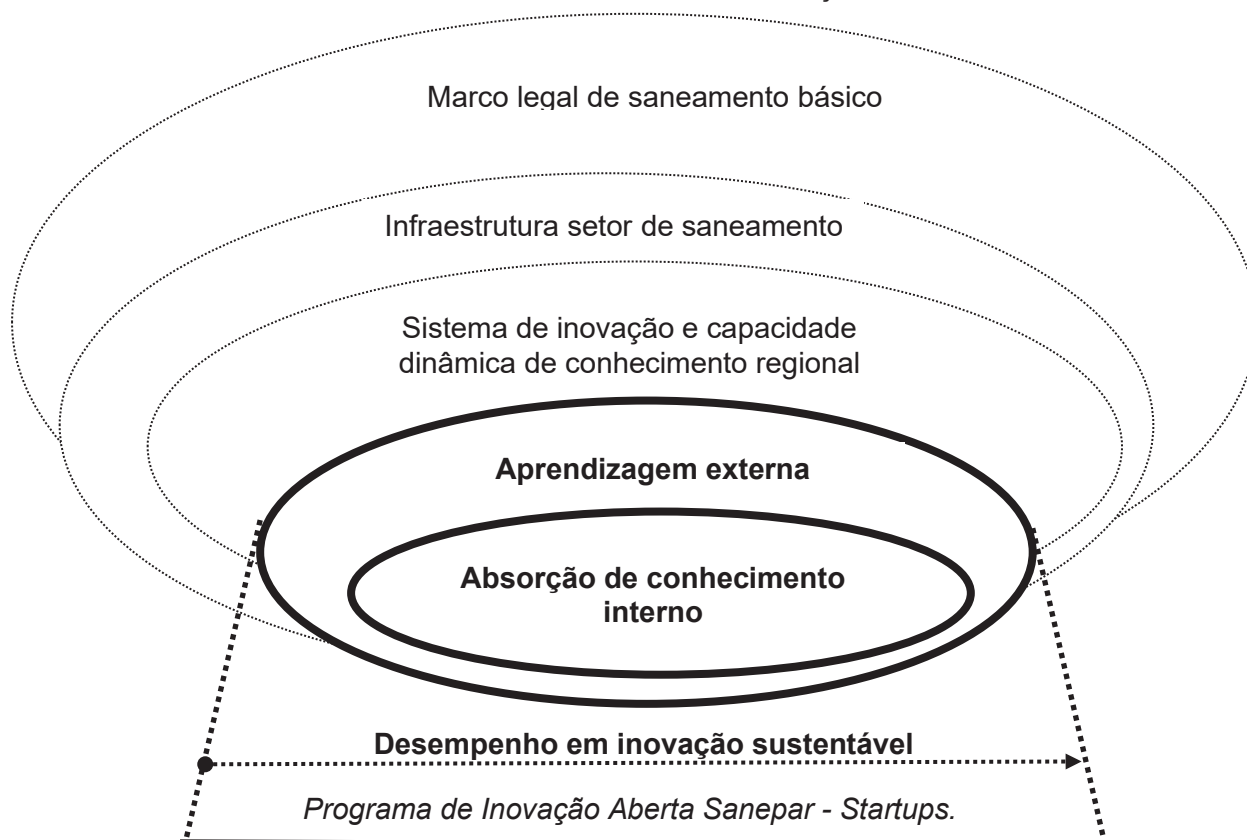 Marco legal de saneamento básico
Infraestrutura setor de saneamento
Sistema de inovação e capacidade
dinâmica de conhecimento regional
Aprendizagem externa
Absorção de conhecimento
interno
Desempenho em inovação sustentável
Programa de Inovação Aberta Sanepar - Startups.